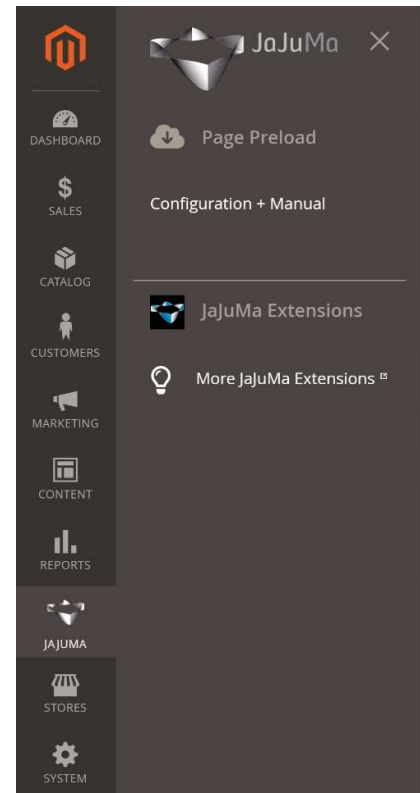 DASHBOARD
SALES
CATALOG
CUSTOMERS
MARKETING
CONTENT
REPORTS
JAJUMA
STORES
SYSTEM
JaJuMa
Page Preload
Configuration + Manual
JaJuMa Extensions
More JaJuMa Extensions